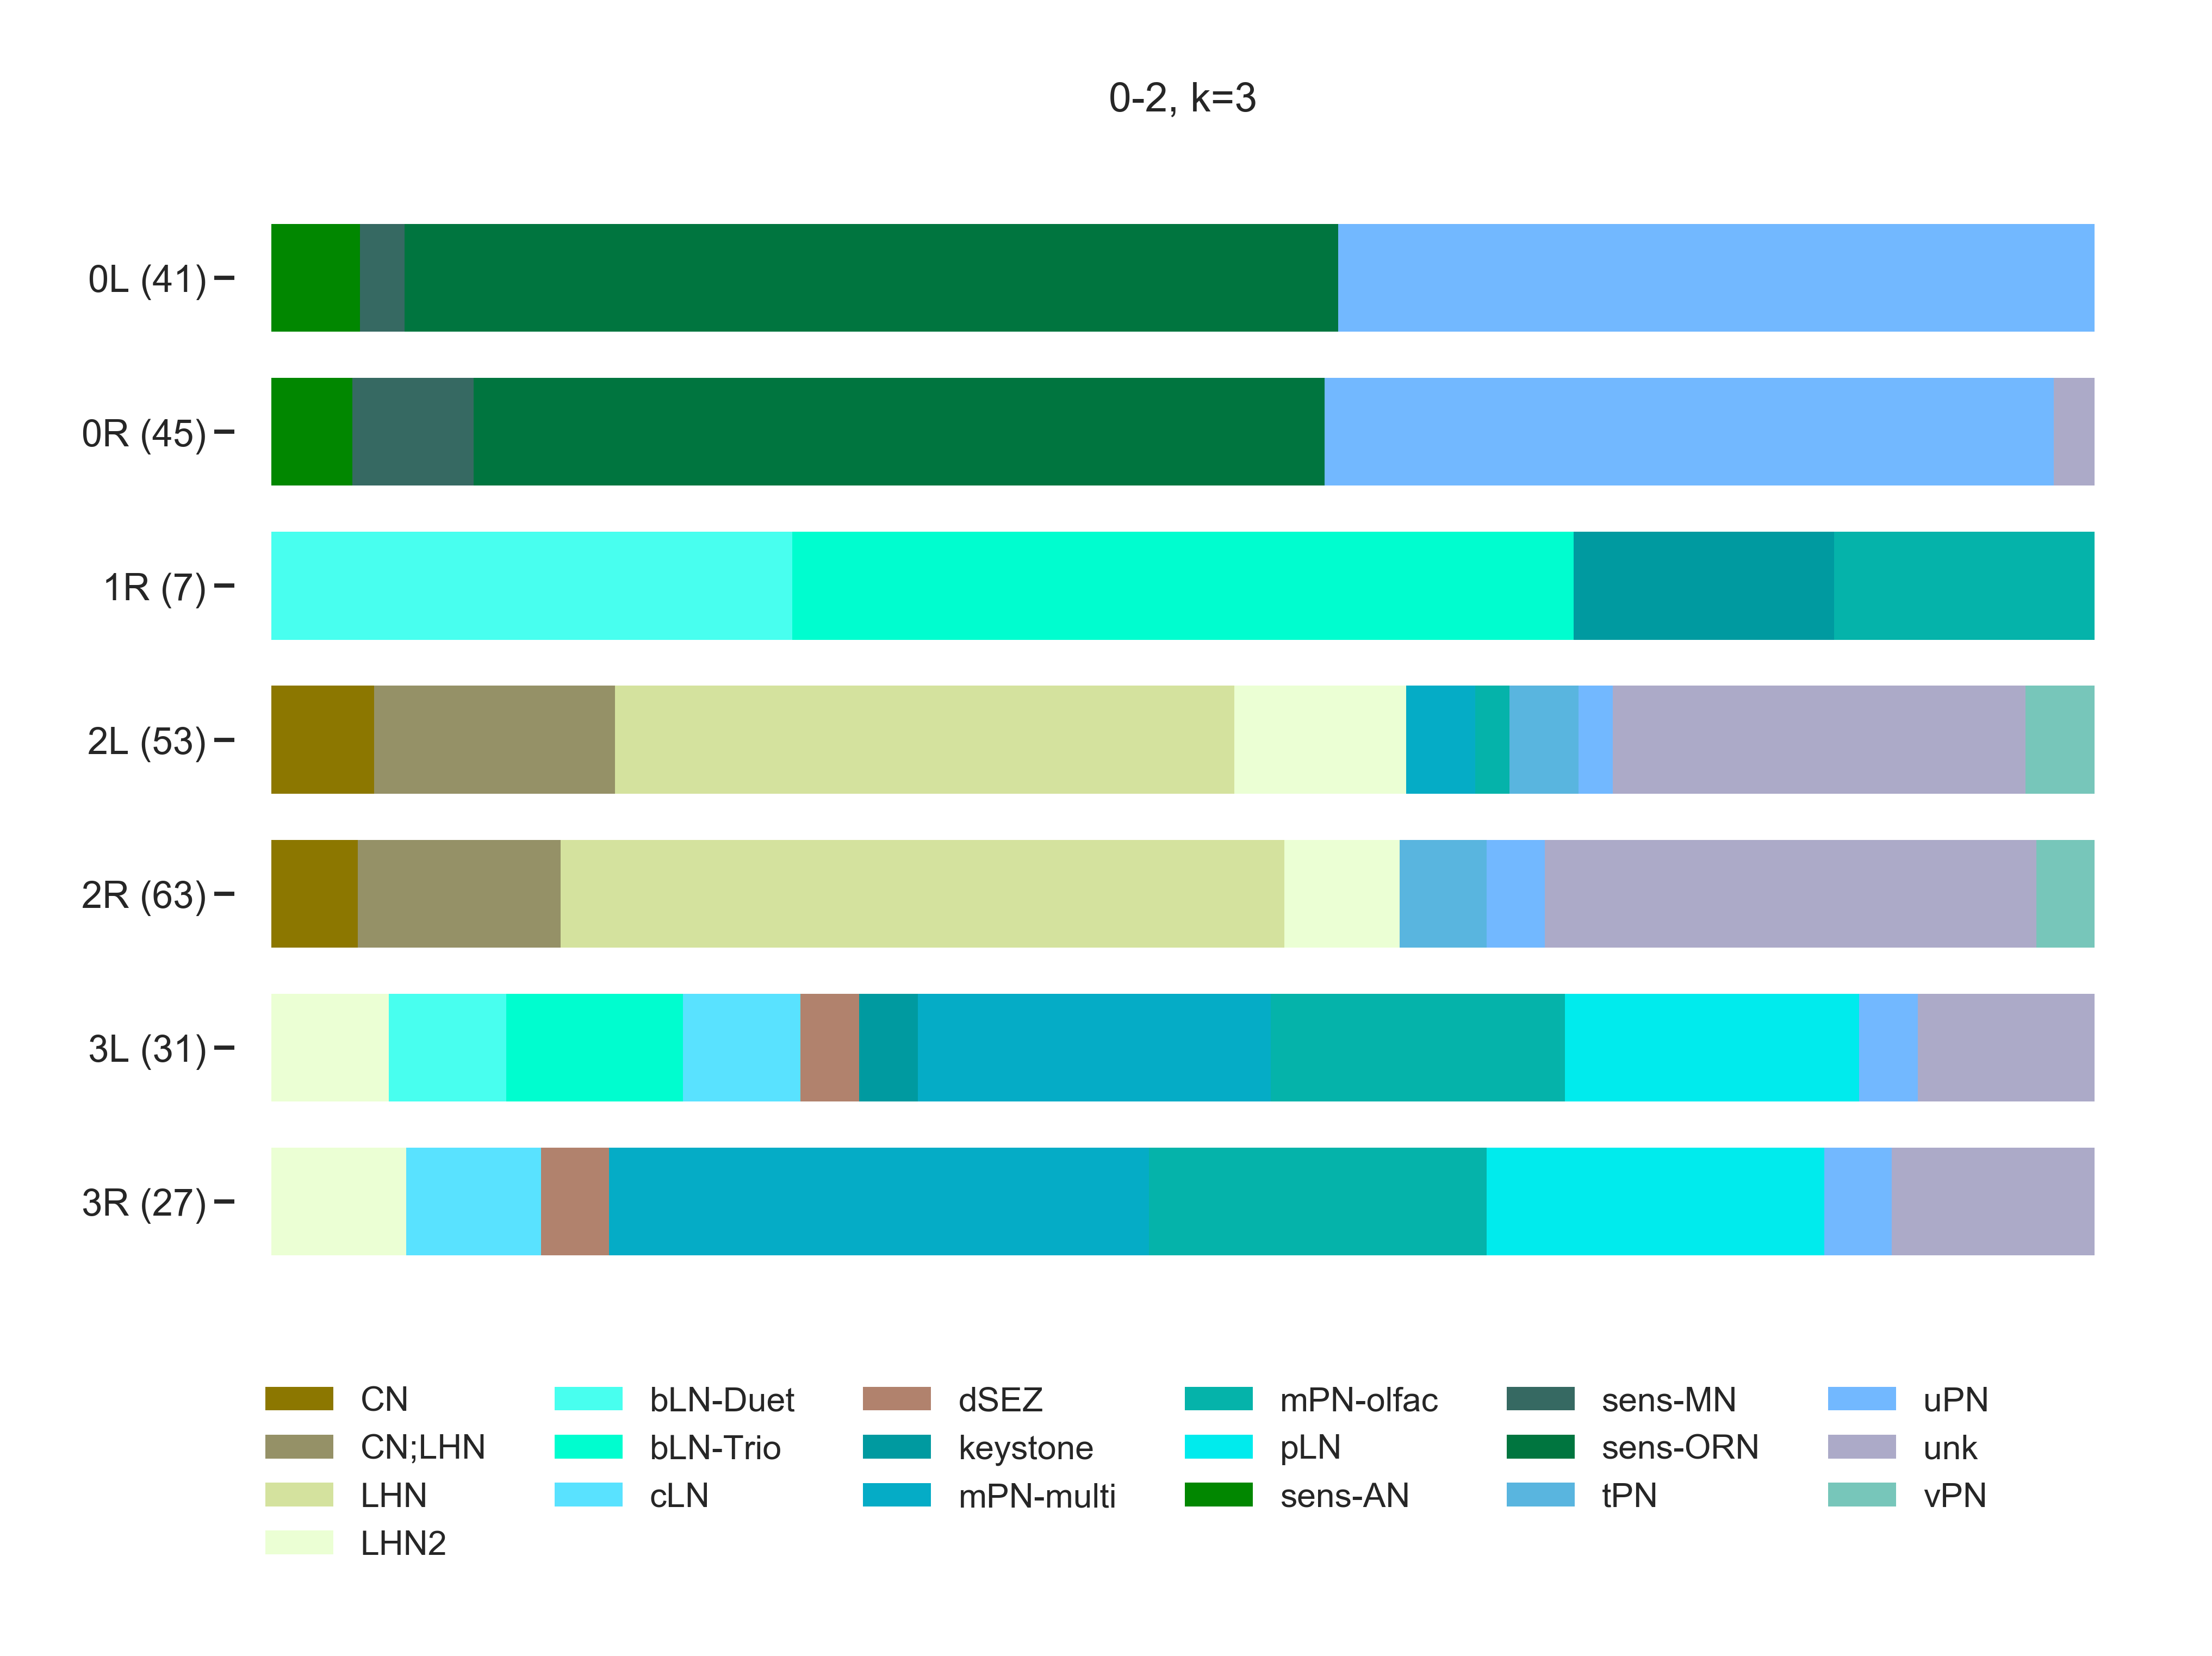 0-2, k=3
0L (41)
0R (45)
1R (7)
2L (53)
2R (63)
3L (31)
3R (27)
CN bLN-Duet dSEZ mPN-olfac sens-MN uPN
CN;LHN bLN-Trio keystone pLN sens-ORN unk
LHN cLN mPN-multi sens-AN tPN vPN
LHN2